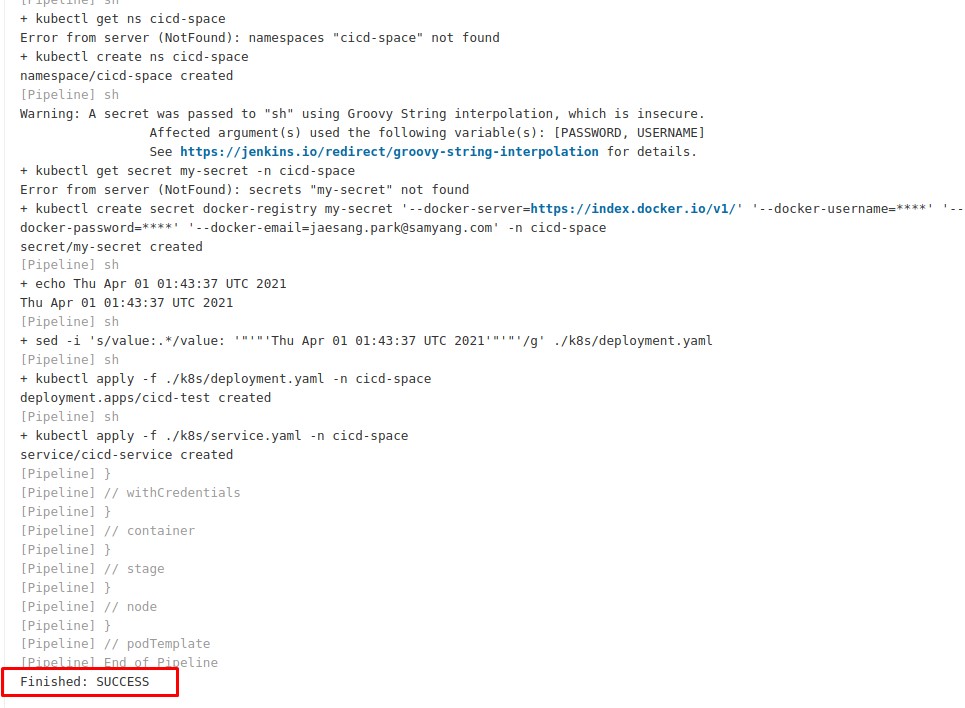 [Pipeline] sh
+ kubectl get ns cicd-space
Error from server (NotFound): namespaces "cicd-space" not found
+ kubectl create ns cicd-space
namespace/cicd-space created
[Pipeline] sh
Warning: A secret was passed to "sh" using Groovy String interpolation, which is insecure.
Affected argument(s) used the following variable(s): [PASSWORD, USERNAME]
See https://jenkins.io/redirect/groovy-string-interpolation for details.
+ kubectl get secret my-secret -n cicd-space
Error from server (NotFound): secrets "my-secret" not found
+ kubectl create secret docker-registry my-secret '--docker-server=https://index.docker.io/v1/' '--docker-username=****' '--
docker-password=****' '--docker-email=jaesang.park@samyang.com' -n cicd-space
secret/my-secret created
[Pipeline] sh
+ echo Thu Apr 01 01:43:37 UTC 2021
Thu Apr 01 01:43:37 UTC 2021
[Pipeline] sh
+ sed -i 's/value:.*/value: '"'"'Thu Apr 01 01:43:37 UTC 2021'"'"'/g' ./k8s/deployment.yaml
[Pipeline] sh
+ kubectl apply -f ./k8s/deployment.yaml -n cicd-space
deployment.apps/cicd-test created
[Pipeline] sh
+ kubectl apply -f ./k8s/service.yaml -n cicd-space
service/cicd-service created
[Pipeline] }
[Pipeline] // withCredentials
[Pipeline] }
[Pipeline] // container
[Pipeline] }
[Pipeline] // stage
[Pipeline] }
[Pipeline] // node
[Pipeline] }
[Pipeline] // podTemplate
[Pipeline] End of Pipeline
Finished: SUCCESS